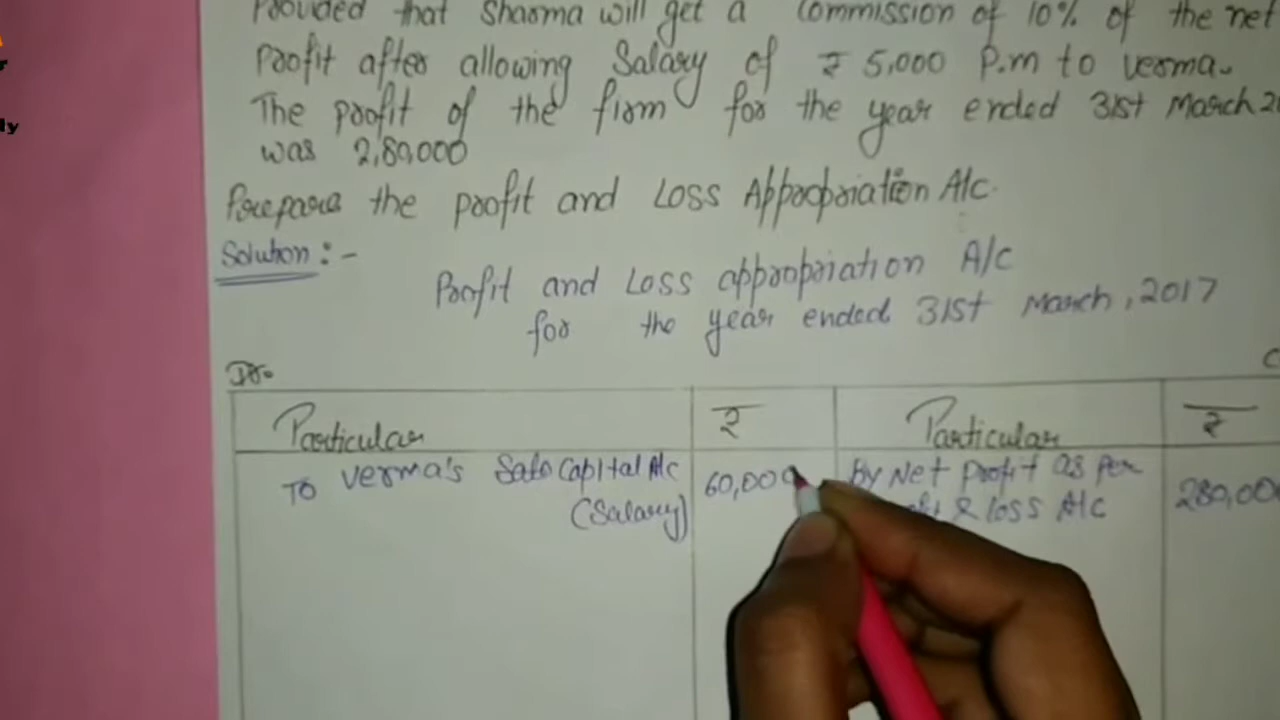 Provided that Sharma will get a Commission of 10% of the net
Profit after allowing Salary of ₹ 5,000 P.m to verma.
The profit of the firm for the year ended 31st March 2
was 2,80,000
Prepare the profit and Loss Appropriation A/c.
Solution :-
Profit and Loss appropriation A/c
for the year ended 31st March, 2017
Dr.
C
Particular ₹ Particular ₹
To Verma's Capital A/c 60,000 by Net Profit as Per
(Salary) & loss A/c 280,00
ly